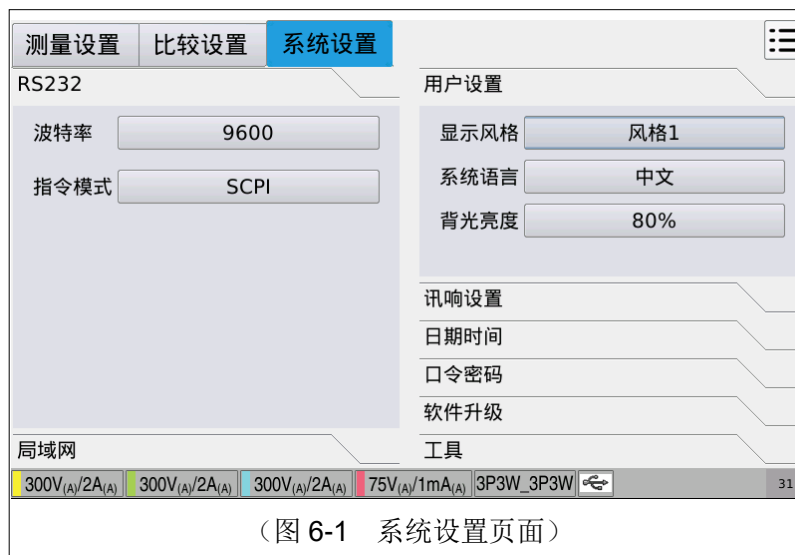 测量设置 比较设置 系统设置
RS232
波特率 9600
指令模式 SCPI
局域网
用户设置
显示风格 风格1
系统语言 中文
背光亮度 80%
讯响设置
日期时间
口令密码
软件升级
工具
300V(A)/2A(A) 300V(A)/2A(A) 300V(A)/2A(A) 75V(A)/1mA(A) 3P3W_3P3W 31
（图 6-1 系统设置页面）